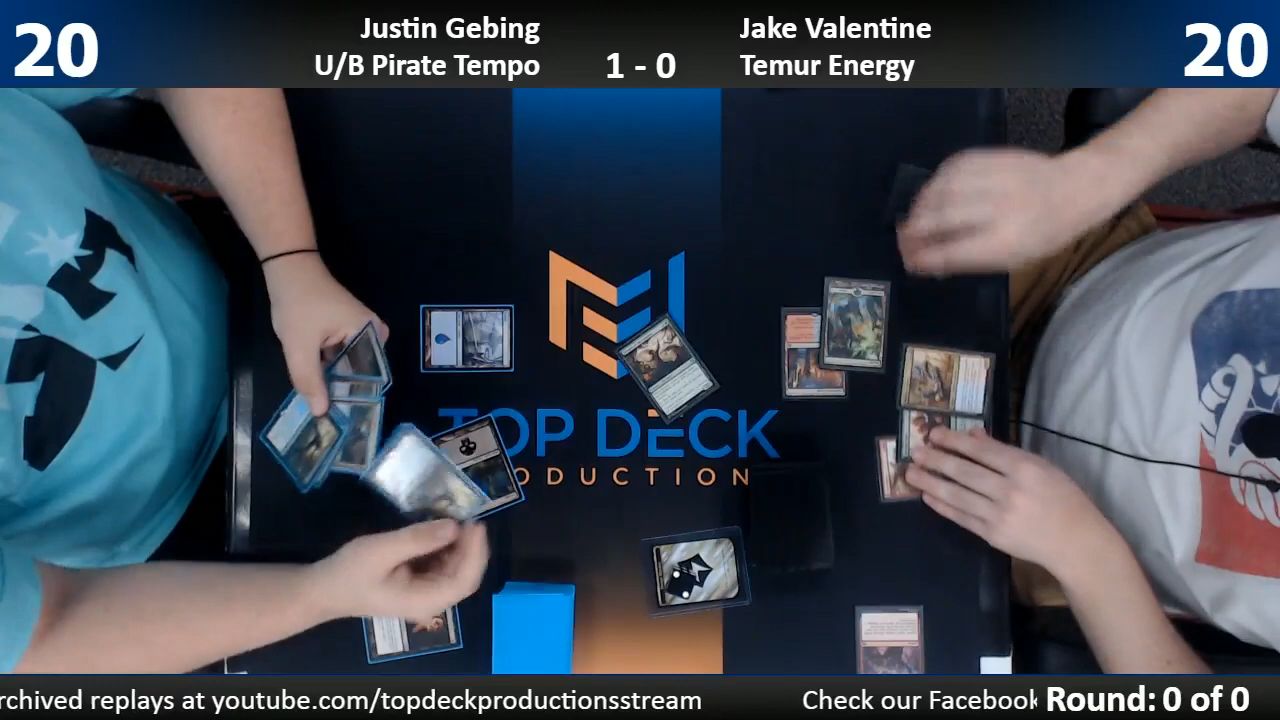 20
Justin Gebing
U/B Pirate Tempo
1 - 0
Jake Valentine
Temur Energy
20
TOP DECK
ODUCTION
rchived replays at youtube.com/topdeckproductionsstream
Check our Facebook
Round: 0 of 0